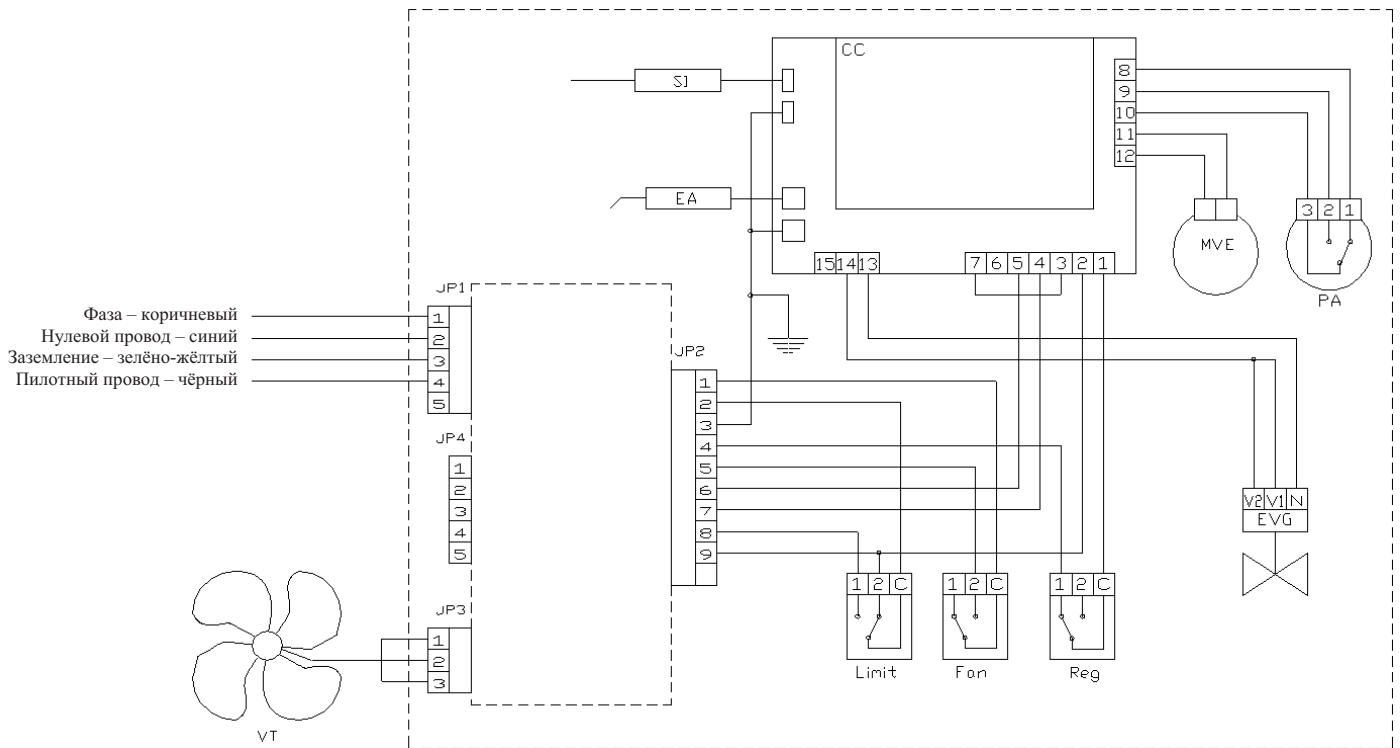 CC
SI
EA
8
9
10
11
12
MVE
3 2 1
PA
15 14 13
7 6 5 4 3 2 1
JP1
1
2
3
4
5
Фаза – коричневый
Нулевой провод – синий
Заземление – зелёно-жёлтый
Пилотный провод – чёрный
JP2
1
2
3
4
5
6
7
8
9
JP4
1
2
3
4
5
V2 V1 N
EVG
1 2 C
Limit
1 2 C
Fan
1 2 C
Reg
JP3
1
2
3
VT